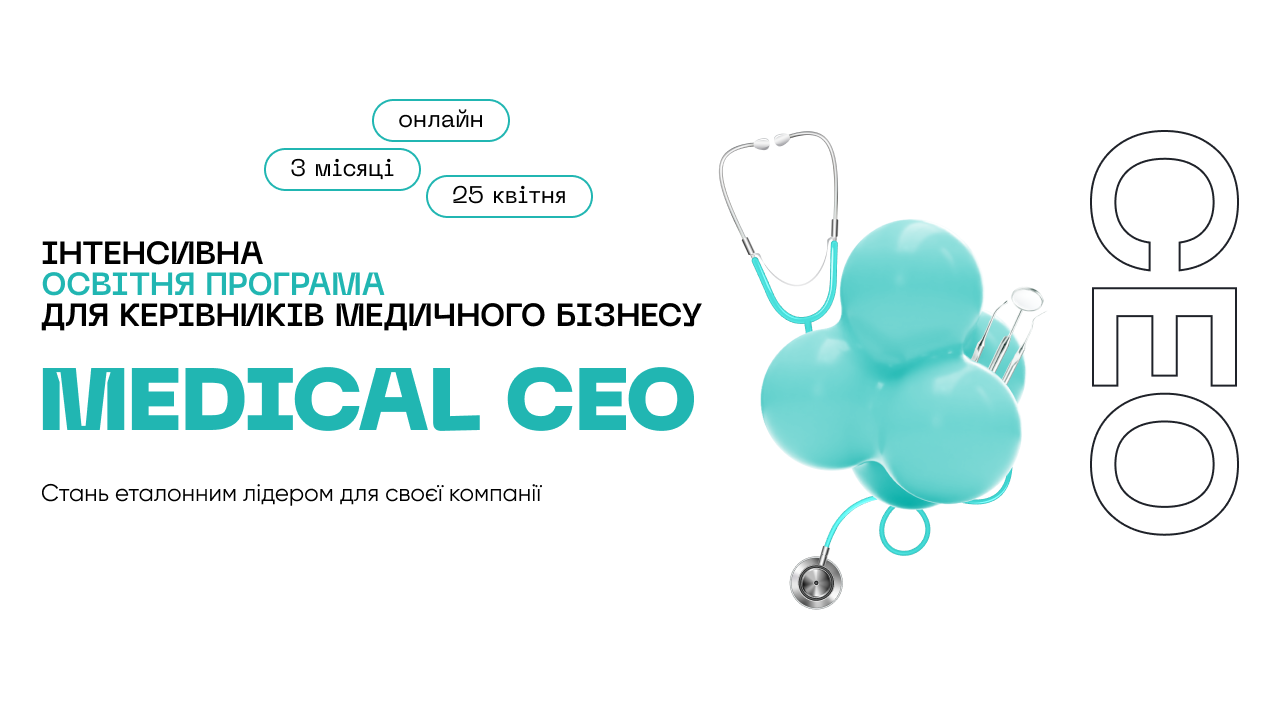 онлайн
3 місяці
25 квітня
ІНТЕНСИВНА
ОСВІТНЯ ПРОГРАМА
ДЛЯ КЕРІВНИКІВ МЕДИЧНОГО БІЗНЕСУ
MEDICAL CEO
Стань еталонним лідером для своєї компанії
CEO